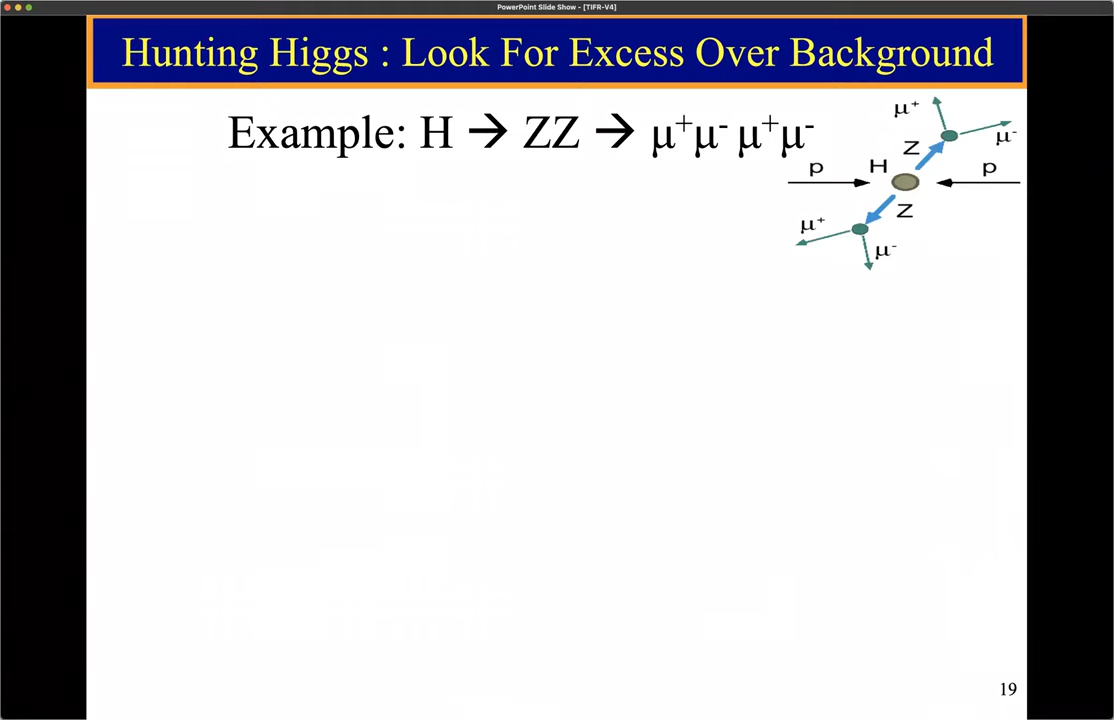 PowerPoint Slide Show - [TIFR-V4]
Hunting Higgs : Look For Excess Over Background
Example: H → ZZ → μ⁺μ⁻ μ⁺μ⁻
μ⁺
μ⁻
Z
H
p
p
Z
μ⁺
μ⁻
19